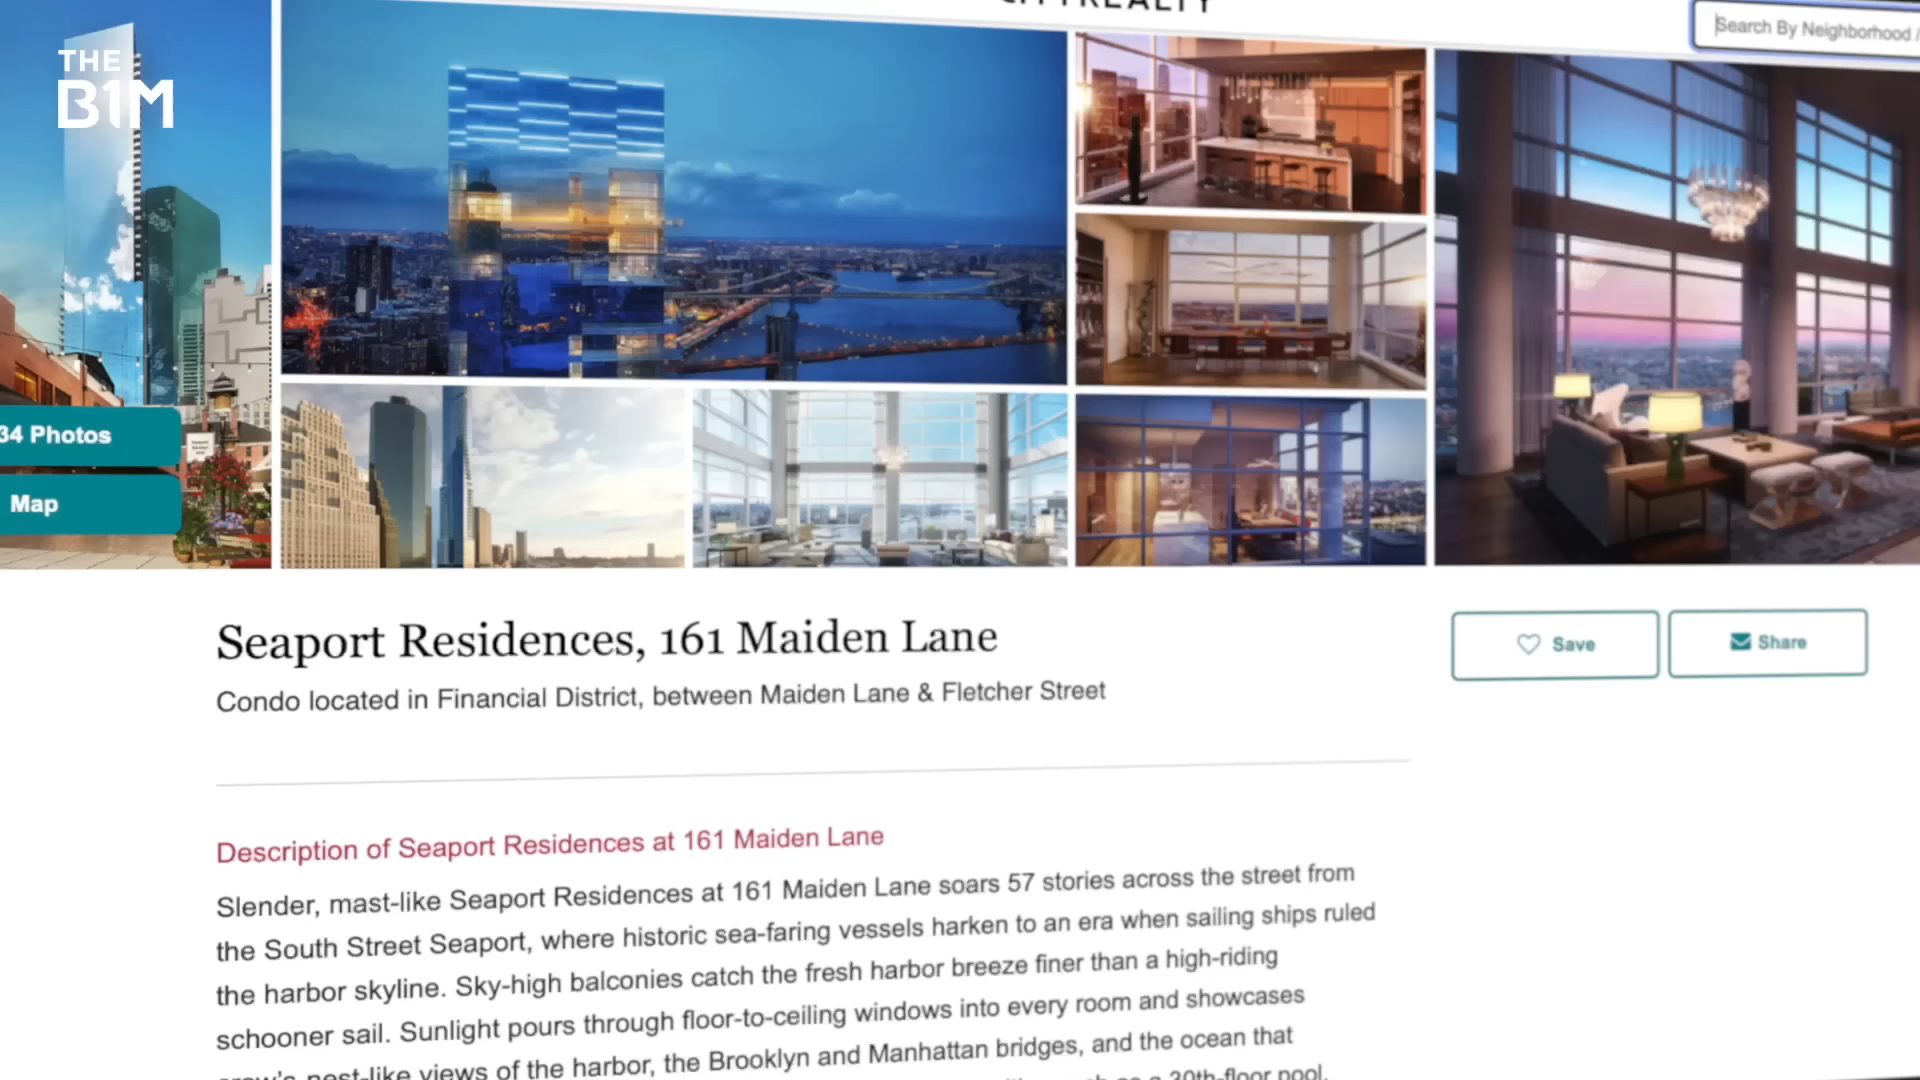 THE
B1M
Search By Neighborhood /
34 Photos
Map
Seaport Residences, 161 Maiden Lane
Save
Share
Condo located in Financial District, between Maiden Lane & Fletcher Street
Description of Seaport Residences at 161 Maiden Lane
Slender, mast-like Seaport Residences at 161 Maiden Lane soars 57 stories across the street from
the South Street Seaport, where historic sea-faring vessels harken to an era when sailing ships ruled
the harbor skyline. Sky-high balconies catch the fresh harbor breeze finer than a high-riding
schooner sail. Sunlight pours through floor-to-ceiling windows into every room and showcases
crow's nest-like views of the harbor, the Brooklyn and Manhattan bridges, and the ocean that
as a 30th-floor pool,